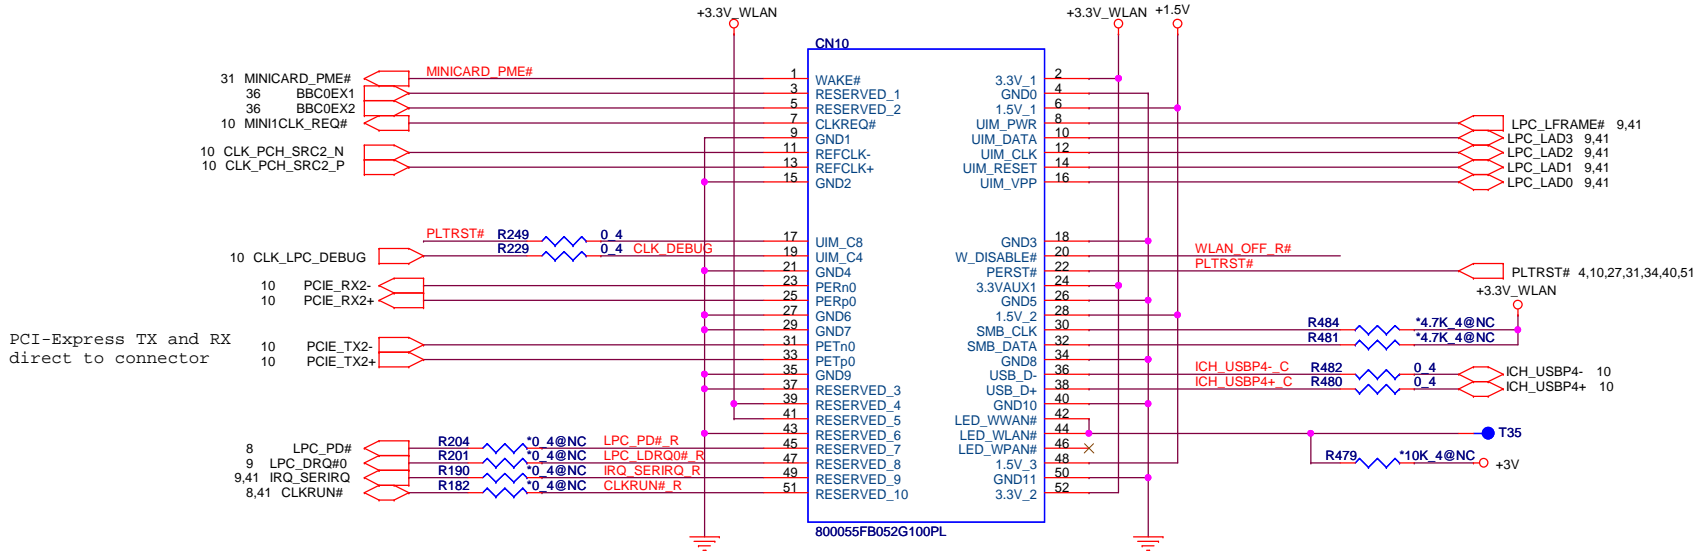 +3.3V_WLAN
+3.3V_WLAN
+1.5V
CN10
31 MINICARD_PME# MINICARD_PME# 1 WAKE# 3.3V_1 2
36 BBC0EX1 3 RESERVED_1 GND0 4
36 BBC0EX2 5 RESERVED_2 1.5V_1 6
10 MINI1CLK_REQ# 7 CLKREQ# UIM_PWR 8 LPC_LFRAME# 9,41
9 GND1 UIM_DATA 10 LPC_LAD3 9,41
10 CLK_PCH_SRC2_N 11 REFCLK- UIM_CLK 12 LPC_LAD2 9,41
10 CLK_PCH_SRC2_P 13 REFCLK+ UIM_RESET 14 LPC_LAD1 9,41
15 GND2 UIM_VPP 16 LPC_LAD0 9,41
PLTRST# R249 0_4 17 UIM_C8 GND3 18
10 CLK_LPC_DEBUG R229 0_4 CLK_DEBUG 19 UIM_C4 W_DISABLE# 20 WLAN_OFF_R#
21 GND4 PERST# 22 PLTRST# PLTRST# 4,10,27,31,34,40,51
10 PCIE_RX2- 23 PERn0 3.3VAUX1 24
+3.3V_WLAN
10 PCIE_RX2+ 25 PERp0 GND5 26
27 GND6 1.5V_2 28
29 GND7 SMB_CLK 30 R484 *4.7K_4@NC
PCI-Express TX and RX
direct to connector
10 PCIE_TX2- 31 PETn0 SMB_DATA 32 R481 *4.7K_4@NC
10 PCIE_TX2+ 33 PETp0 GND8 34
35 GND9 USB_D- 36 ICH_USBP4-_C R482 0_4 ICH_USBP4- 10
37 RESERVED_3 USB_D+ 38 ICH_USBP4+_C R480 0_4 ICH_USBP4+ 10
39 RESERVED_4 GND10 40
41 RESERVED_5 LED_WWAN# 42
43 RESERVED_6 LED_WLAN# 44 T35
8 LPC_PD# R204 *0_4@NC LPC_PD#_R 45 RESERVED_7 LED_WPAN# 46
9 LPC_DRQ#0 R201 *0_4@NC LPC_LDRQ0#_R 47 RESERVED_8 1.5V_3 48 R479 *10K_4@NC +3V
9,41 IRQ_SERIRQ R190 *0_4@NC IRQ_SERIRQ_R 49 RESERVED_9 GND11 50
8,41 CLKRUN# R182 *0_4@NC CLKRUN#_R 51 RESERVED_10 3.3V_2 52
800055FB052G100PL